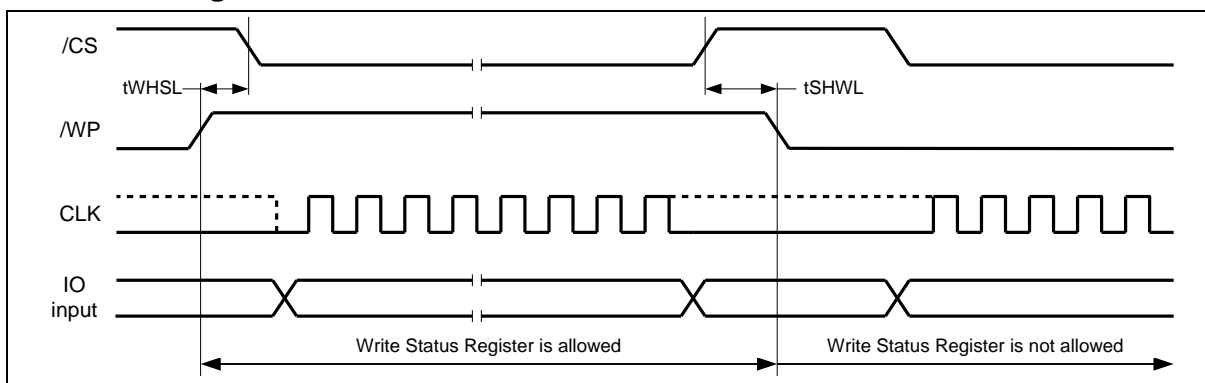 /CS
tWHSL
tSHWL
/WP
CLK
IO
input
Write Status Register is allowed
Write Status Register is not allowed